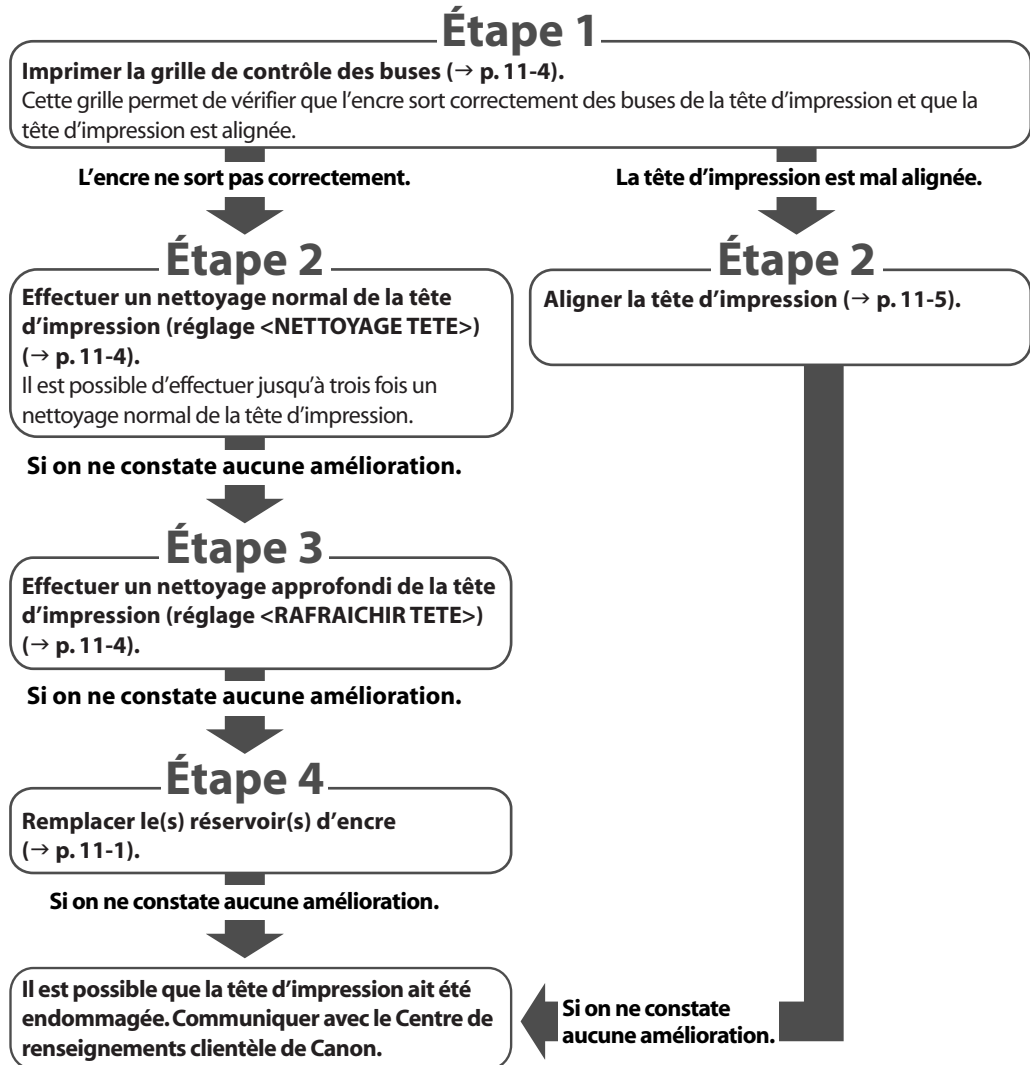 Étape 1
Imprimer la grille de contrôle des buses (→ p. 11-4).
Cette grille permet de vérifier que l'encre sort correctement des buses de la tête d'impression et que la
tête d'impression est alignée.
L'encre ne sort pas correctement.
La tête d'impression est mal alignée.
Étape 2
Effectuer un nettoyage normal de la tête
d'impression (réglage <NETTOYAGE TETE>)
(→ p. 11-4).
Il est possible d'effectuer jusqu'à trois fois un
nettoyage normal de la tête d'impression.
Étape 2
Aligner la tête d'impression (→ p. 11-5).
Si on ne constate aucune amélioration.
Étape 3
Effectuer un nettoyage approfondi de la tête
d'impression (réglage <RAFRAICHIR TETE>)
(→ p. 11-4).
Si on ne constate aucune amélioration.
Étape 4
Remplacer le(s) réservoir(s) d'encre
(→ p. 11-1).
Si on ne constate aucune amélioration.
Il est possible que la tête d'impression ait été
endommagée. Communiquer avec le Centre de
renseignements clientèle de Canon.
Si on ne constate
aucune amélioration.